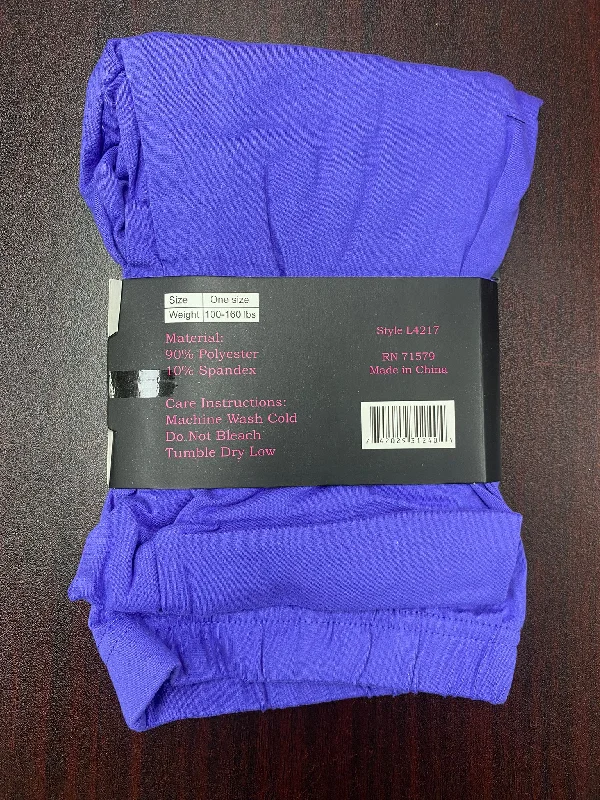 Size One size
Weight 100-160 lbs
Material:
90% Polyester
10% Spandex
Care Instructions:
Machine Wash Cold
Do Not Bleach
Tumble Dry Low
Style L4217
RN 71579
Made in China